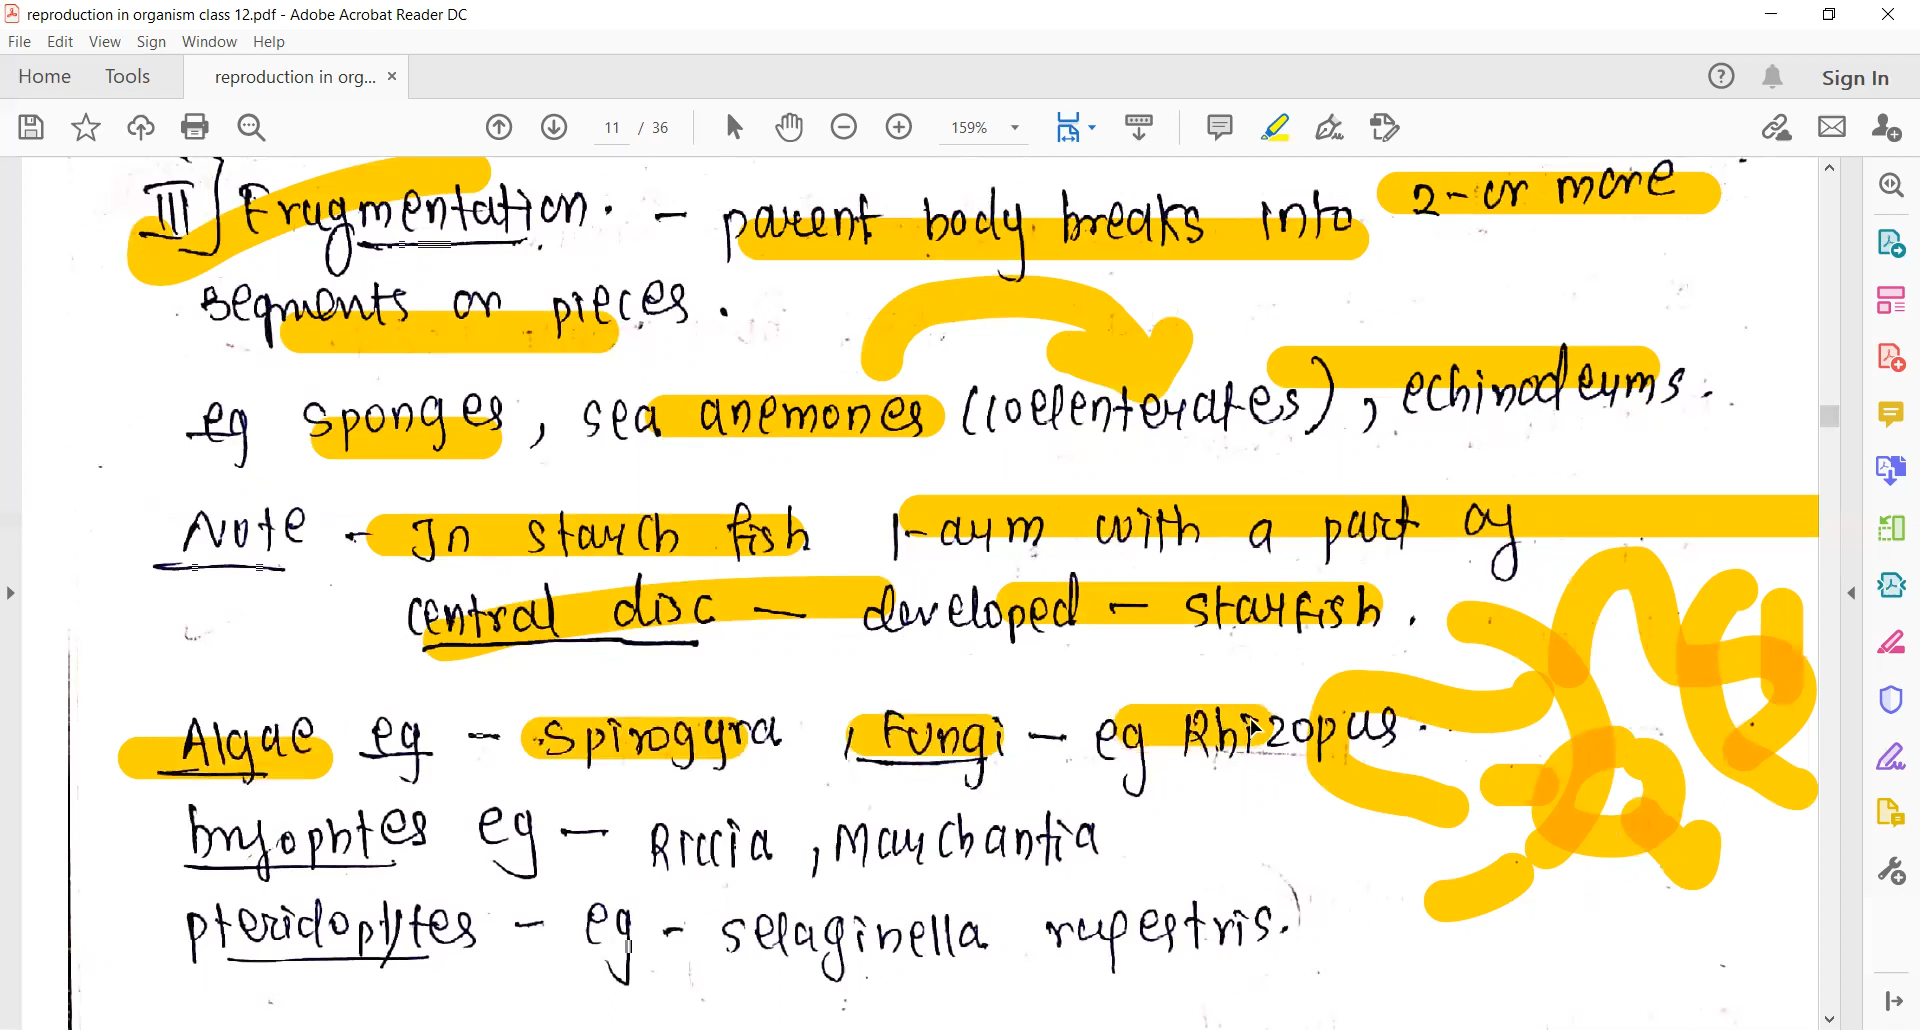 reproduction in organism class 12.pdf - Adobe Acrobat Reader DC
File Edit View Sign Window Help
Home Tools reproduction in org... × Sign In
11 / 36 159%
III] Fragmentation. - parent body breaks into 2-or more
segments or pieces.
eg sponges, sea anemones (coelenterates), echinoderms.
Note - In starch fish 1-arm with a part of
central disc - developed - starfish.
Algae eg - Spirogyra, Fungi - eg Rhizopus.
bryophtes eg - Riccia, Marchantia
pteridoptytes - eg - selaginella rupestris.